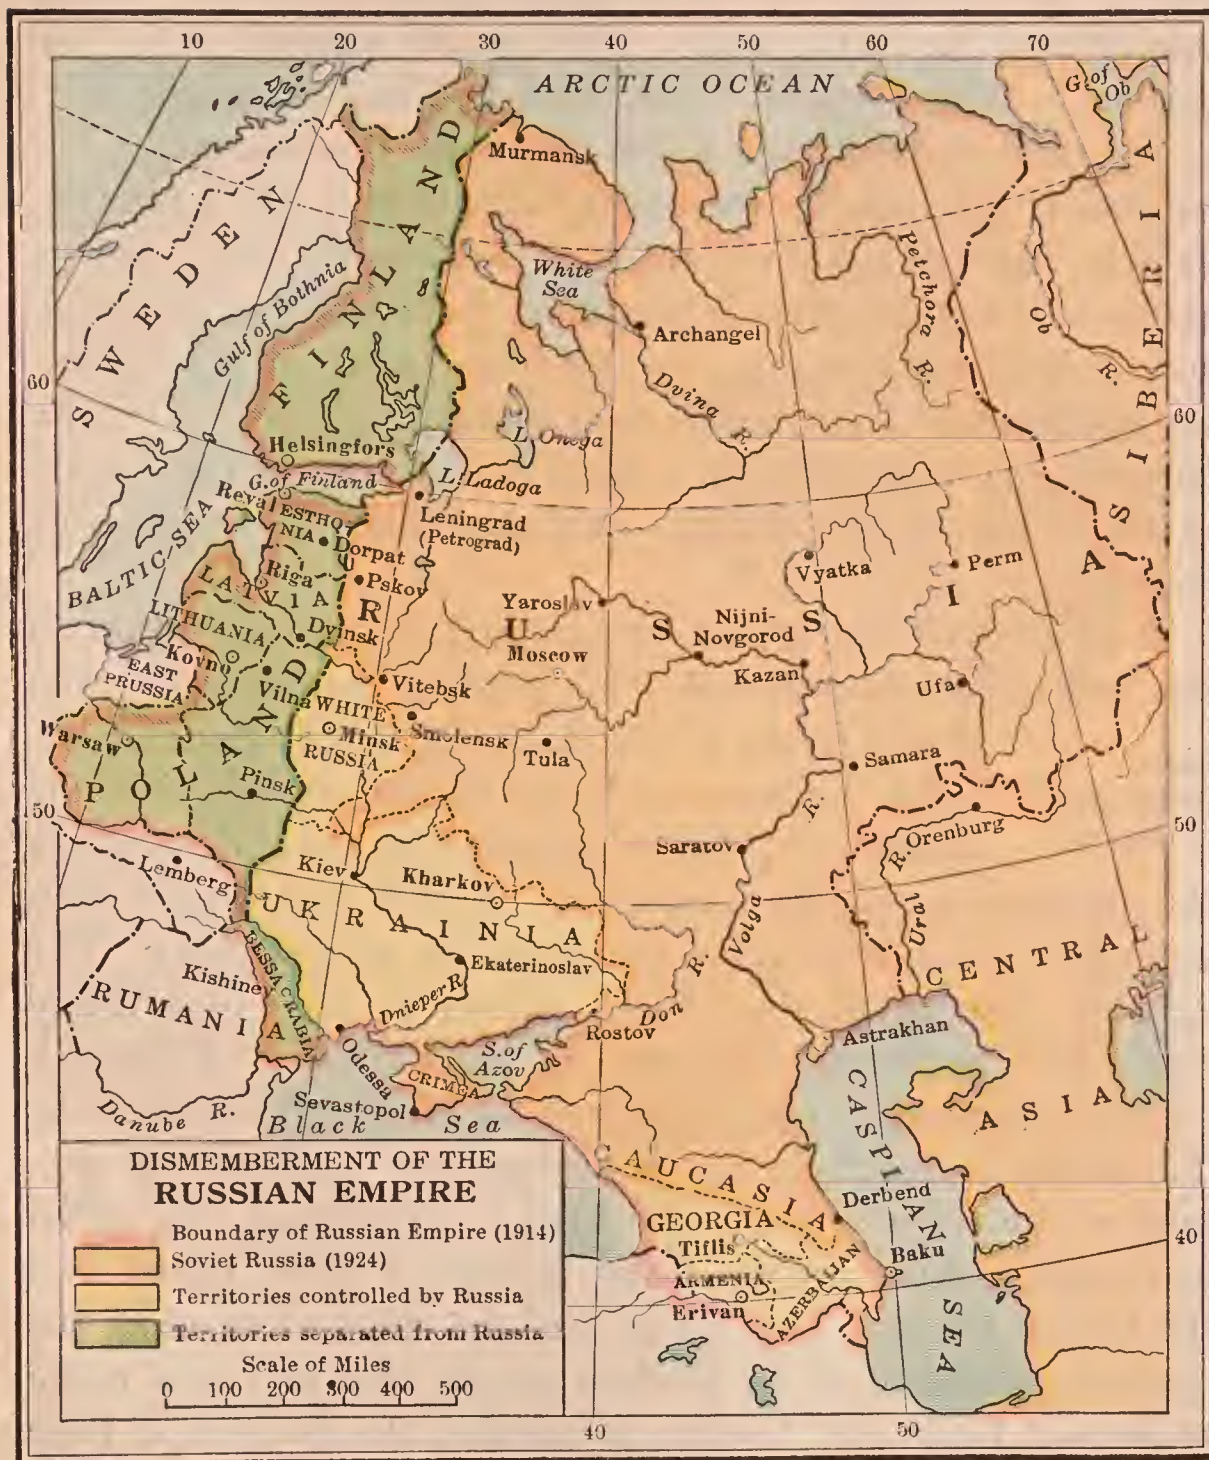 10 20 30 40 50 60 70
ARCTIC OCEAN
G. of
Ob
Murmansk
SWEDEN
FINLAND
Gulf of Bothnia
White
Sea
Petchora R.
Ob R.
SIBERIA
Archangel
Dvina R.
60
60
L. Onega
Helsingfors
G. of Finland
L. Ladoga
Reval
ESTHO-
NIA
Leningrad
(Petrograd)
Dorpat
BALTIC SEA
Riga
LATVIA
Pskov
Vyatka
Perm
RUSSIA
Yaroslav
Nijni-
Novgorod
LITHUANIA
Dvinsk
Moscow
Kazan
Kovno
EAST
PRUSSIA
Vilna
Vitebsk
Ufa
WHITE
RUSSIA
Minsk
Smolensk
Warsaw
Tula
Samara
POLAND
Pinsk
50
50
R.
Orenburg
Saratov
Lemberg
Kiev
Kharkov
Volga
Ural R.
UKRAINIA
BESSARABIA
Kishinec
Ekaterinoslav
Dnieper R.
Don R.
CENTRAL
ASIA
RUMANIA
Rostov
Astrakhan
Odessa
S. of
Azov
CRIMEA
Sevastopol
Danube R.
Black Sea
CASPIAN SEA
CAUCASIA
Derbend
GEORGIA
Tiflis
Baku
40
ARMENIA
AZERBAIJAN
Erivan
DISMEMBERMENT OF THE
RUSSIAN EMPIRE
Boundary of Russian Empire (1914)
Soviet Russia (1924)
Territories controlled by Russia
Territories separated from Russia
Scale of Miles
0 100 200 300 400 500
40 50